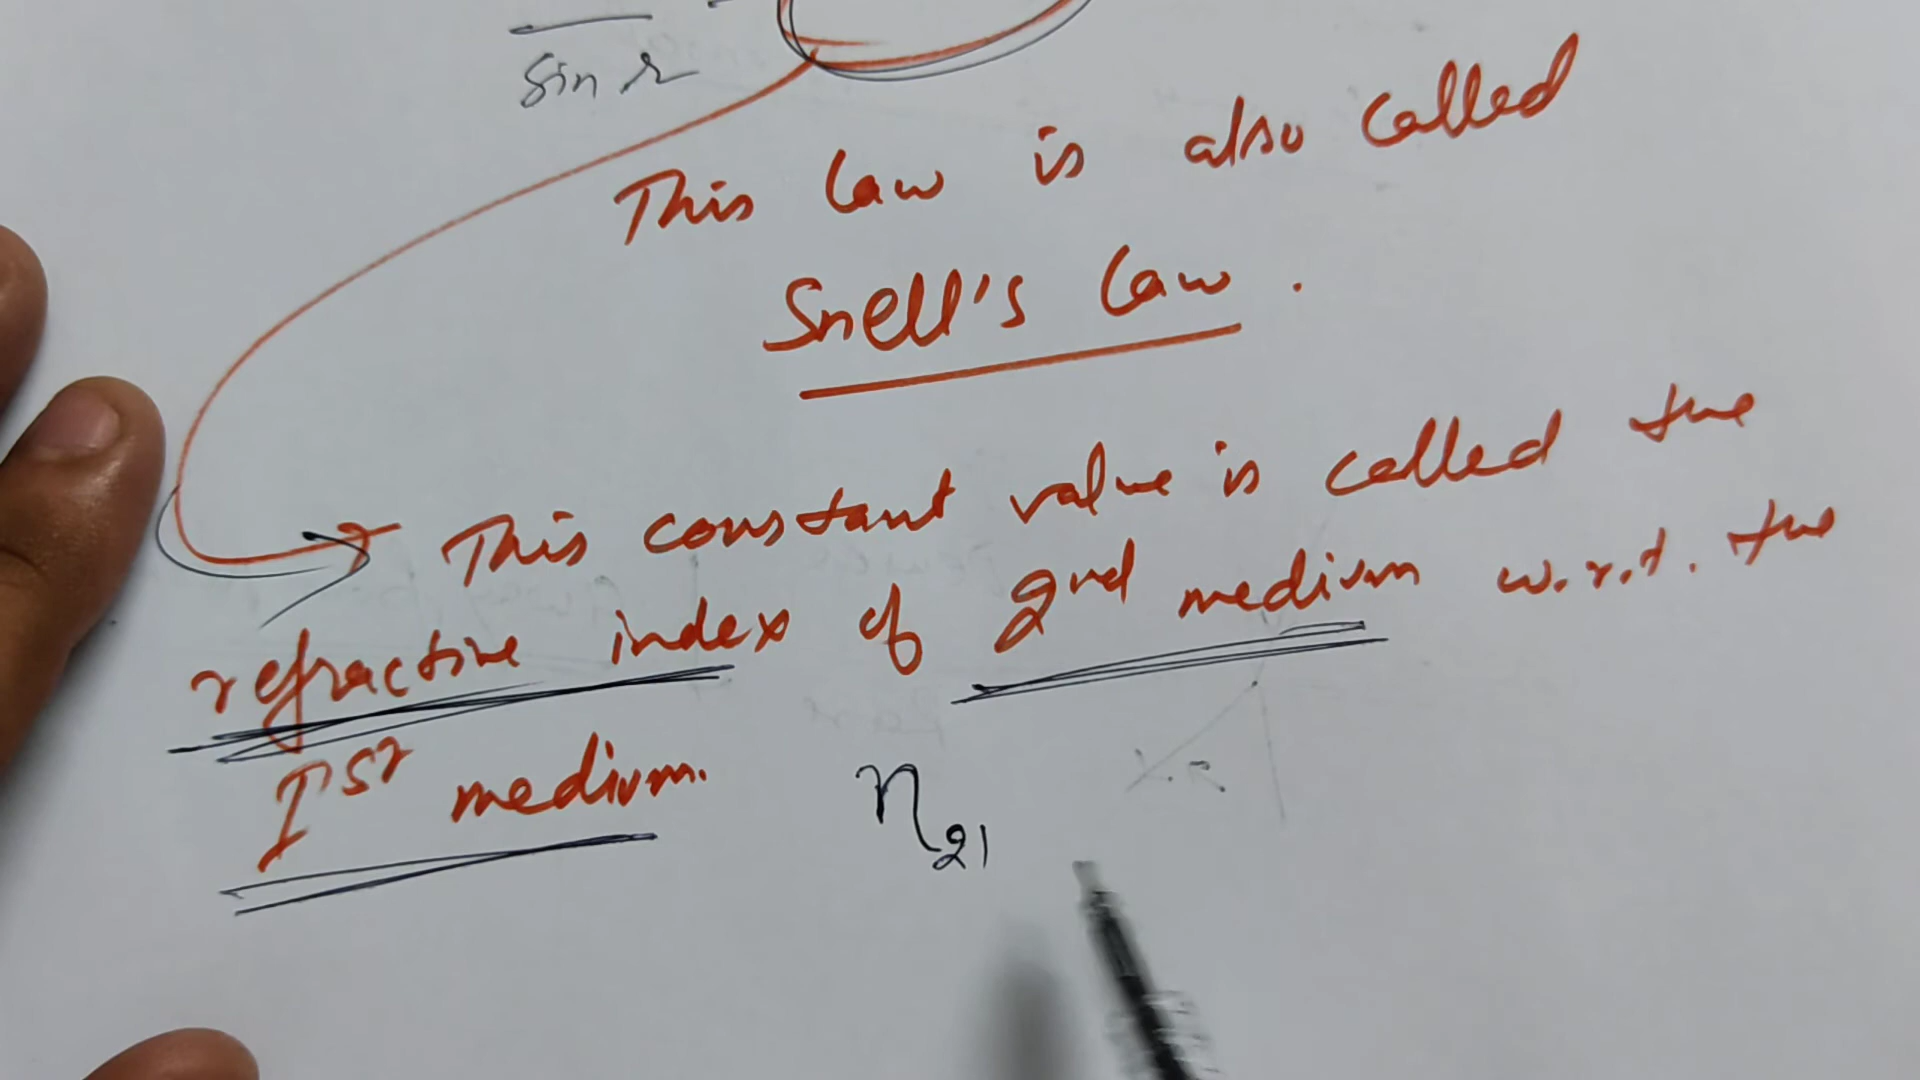 sin r
This law is also called
Snell's law.
This constant value is called the
refractive index of 2nd medium w.r.t. the
Ist medium.
n21